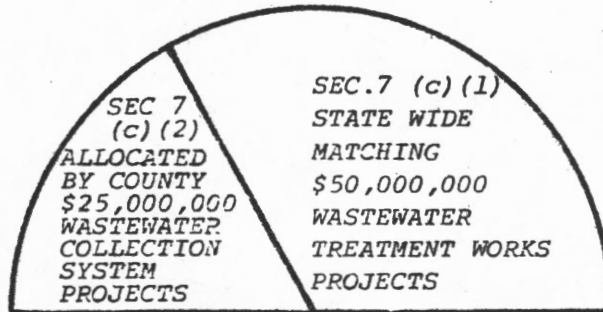 SEC 7
(c)(2)
ALLOCATED
BY COUNTY
$25,000,000
WASTEWATER
COLLECTION
SYSTEM
PROJECTS
SEC.7 (c)(1)
STATE WIDE
MATCHING
$50,000,000
WASTEWATER
TREATMENT WORKS
PROJECTS